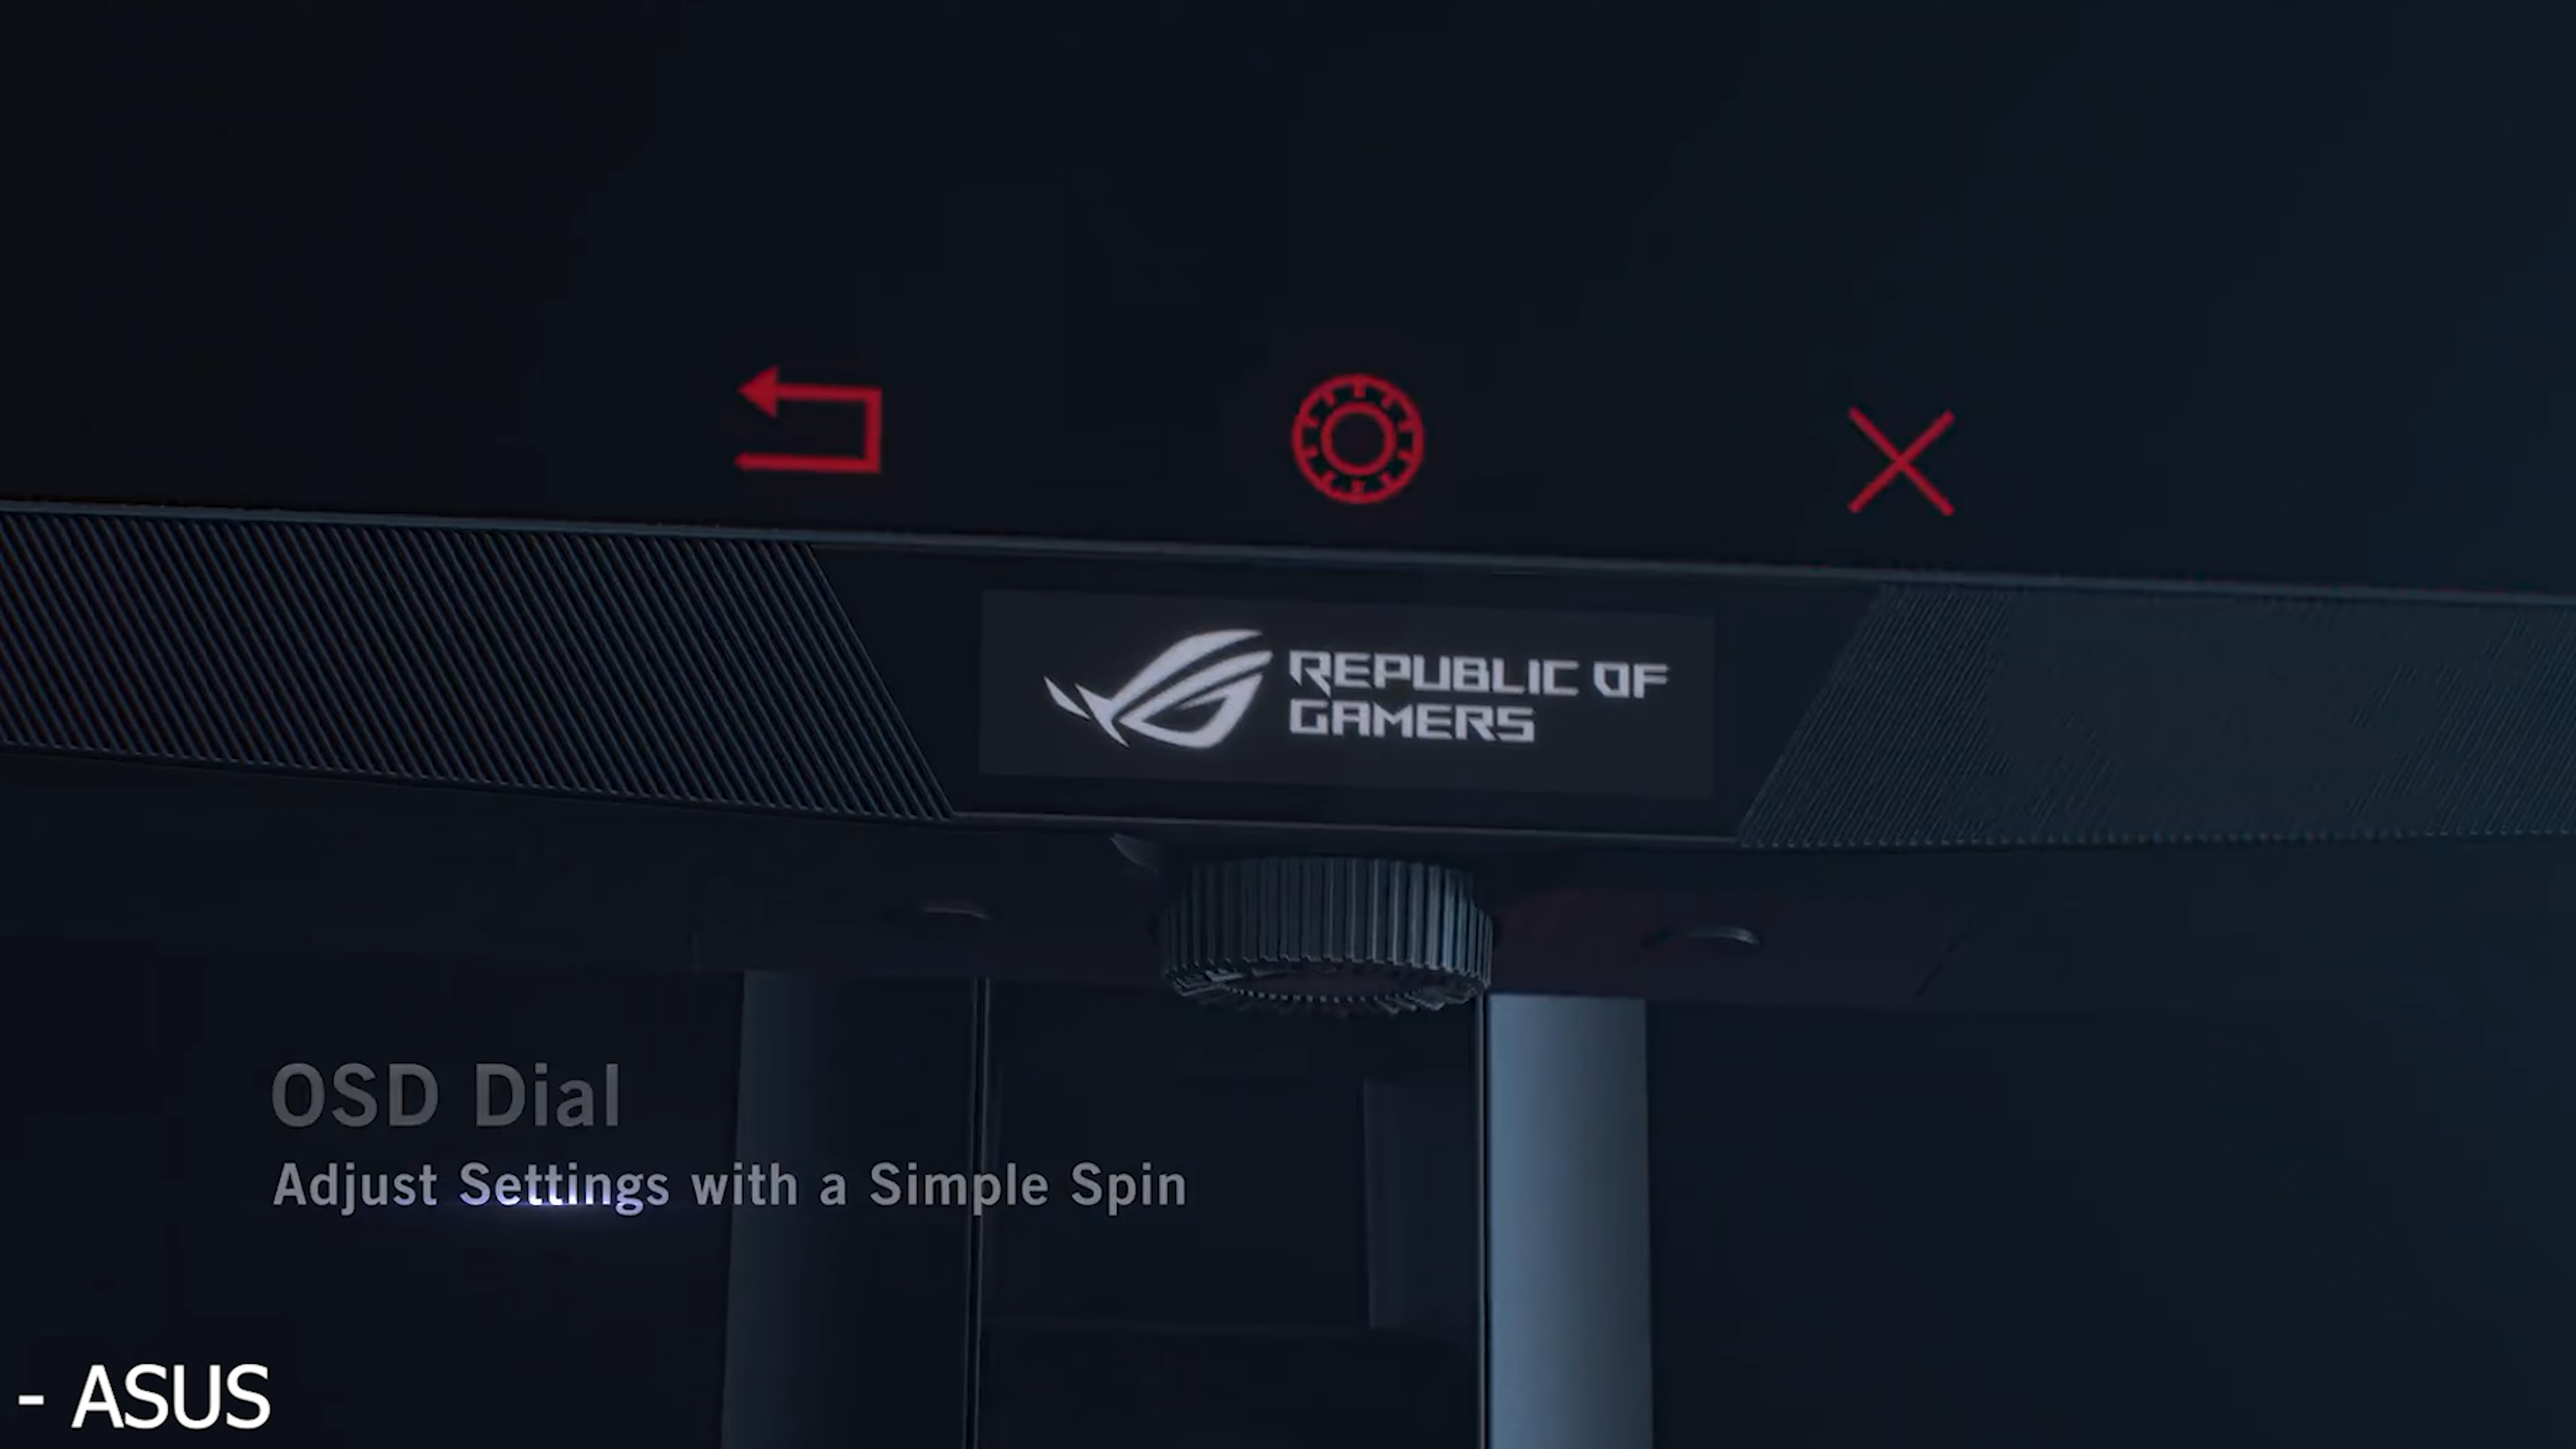 REPUBLIC OF
GAMERS
OSD Dial
Adjust Settings with a Simple Spin
- ASUS